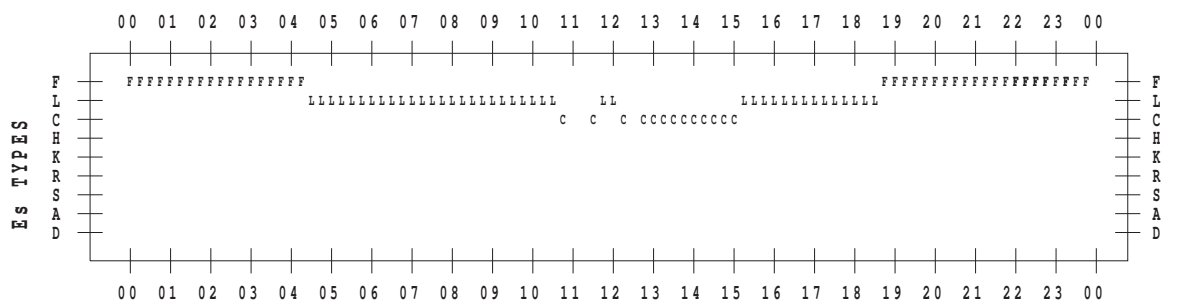 00 01 02 03 04 05 06 07 08 09 10 11 12 13 14 15 16 17 18 19 20 21 22 23 00
F FFFFFFFFFFFFFFFFFF FFFFFFFFFFFFFFFFFFFFF F
L LLLLLLLLLLLLLLLLLLLLLLLLL LL LLLLLLLLLLLLLL L
C C C C CCCCCCCCCC C
H H
K K
R R
S S
A A
D D
Es TYPES
00 01 02 03 04 05 06 07 08 09 10 11 12 13 14 15 16 17 18 19 20 21 22 23 00